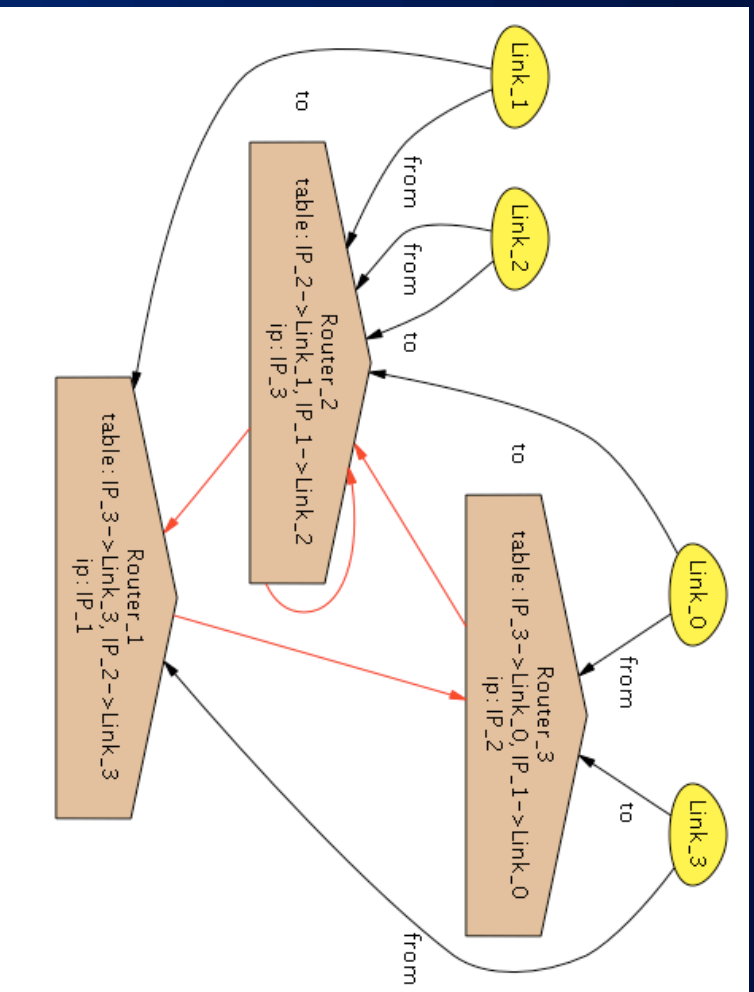 Link_1
Link_2
Link_0
Link_3
from
to
from
to
to
from
to
from
Router_3
table: IP_3->Link_0, IP_1->Link_0
ip: IP_2
Router_2
table: IP_2->Link_1, IP_1->Link_2
ip: IP_3
Router_1
table: IP_3->Link_3, IP_2->Link_3
ip: IP_1